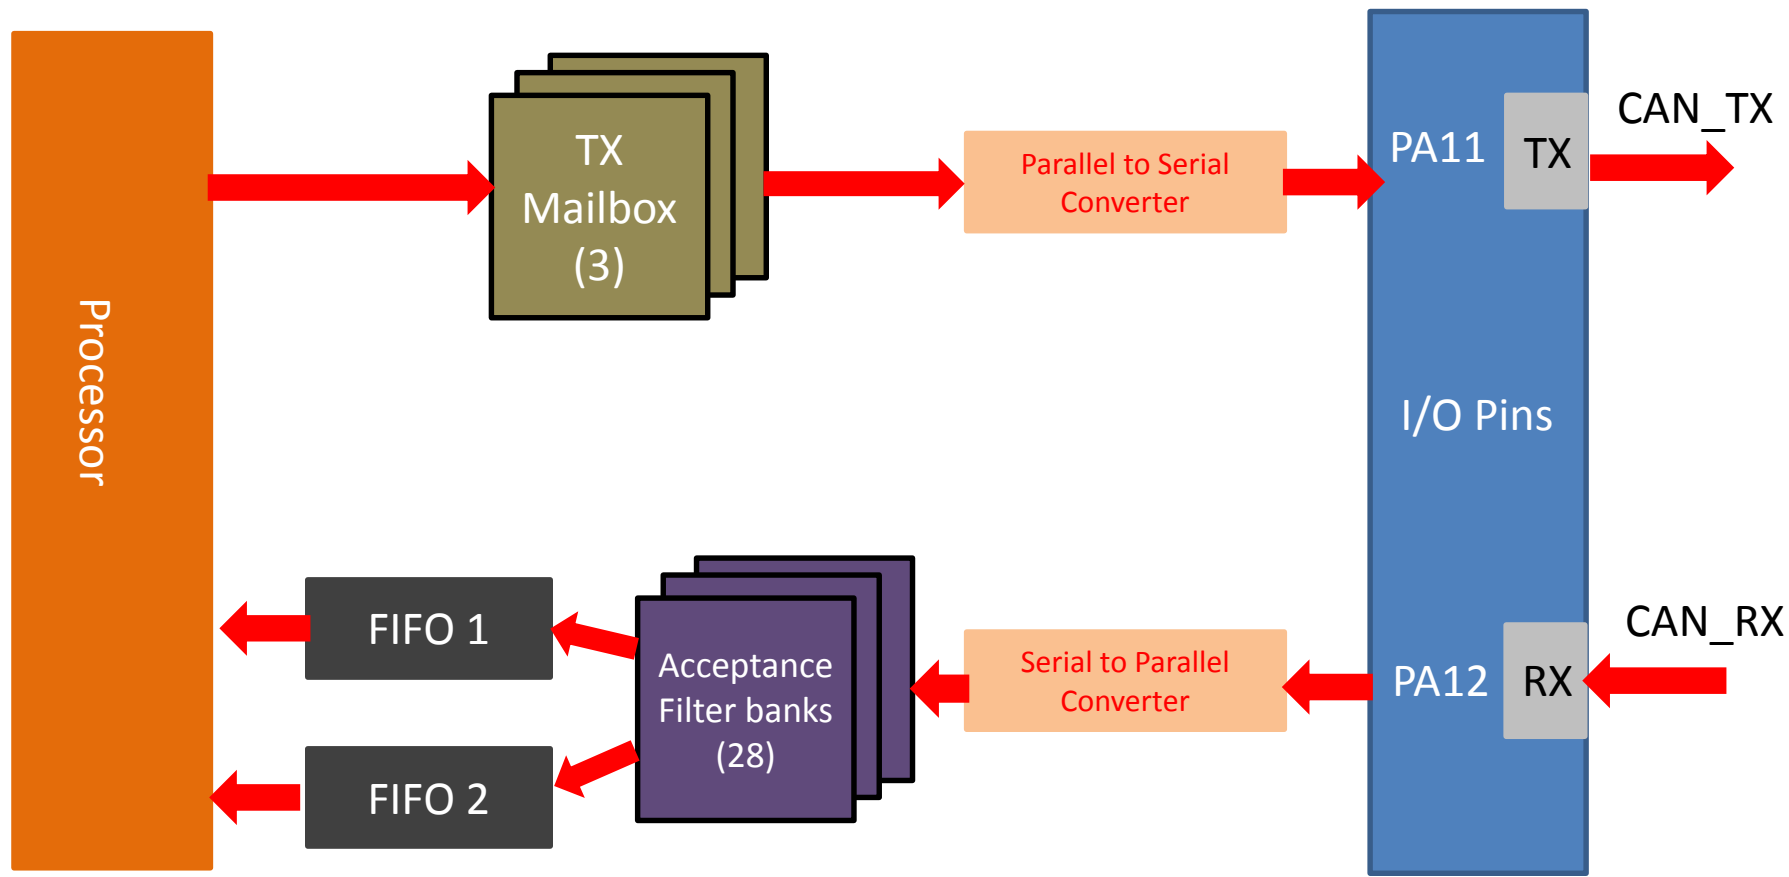 Processor
TX
Mailbox
(3)
Parallel to Serial
Converter
PA11
TX
CAN_TX
I/O Pins
FIFO 1
FIFO 2
Acceptance
Filter banks
(28)
Serial to Parallel
Converter
PA12
RX
CAN_RX